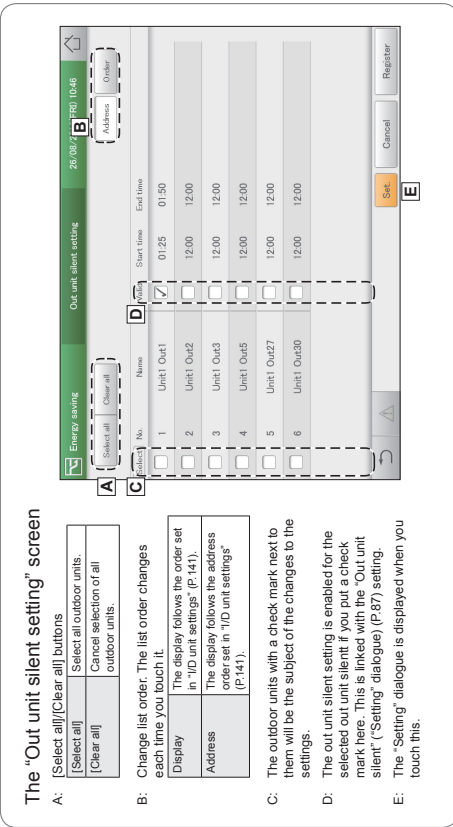 The "Out unit silent setting" screen
A: [Select all]/[Clear all] buttons
[Select all] Select all outdoor units.
[Clear all] Cancel selection of all
outdoor units.
B: Change list order. The list order changes
each time you touch it.
Display The display follows the order set
in "I/D unit settings" (P.141).
Address The display follows the address
order set in "I/D unit settings"
(P.141).
C: The outdoor units with a check mark next to
them will be the subject of the changes to the
settings.
D: The out unit silent setting is enabled for the
selected out unit silentt if you put a check
mark here. This is linked with the "Out unit
silent" ("Setting" dialogue) (P.87) setting.
E: The "Setting" dialogue is displayed when you
touch this.
Energy saving Out unit silent setting 26/08/2 (FRI) 10:46
A Select all Clear all B Address Order
C Select No. Name D Valid Start time End time
1 Unit1 Out1 01:25 01:50
2 Unit1 Out2 12:00 12:00
3 Unit1 Out3 12:00 12:00
4 Unit1 Out5 12:00 12:00
5 Unit1 Out27 12:00 12:00
6 Unit1 Out30 12:00 12:00
Set. Cancel Register
E